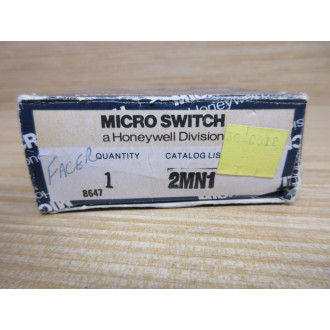 MICRO SWITCH
a Honeywell Division
FACER
QUANTITY CATALOG LIS
1 2MN1
8647